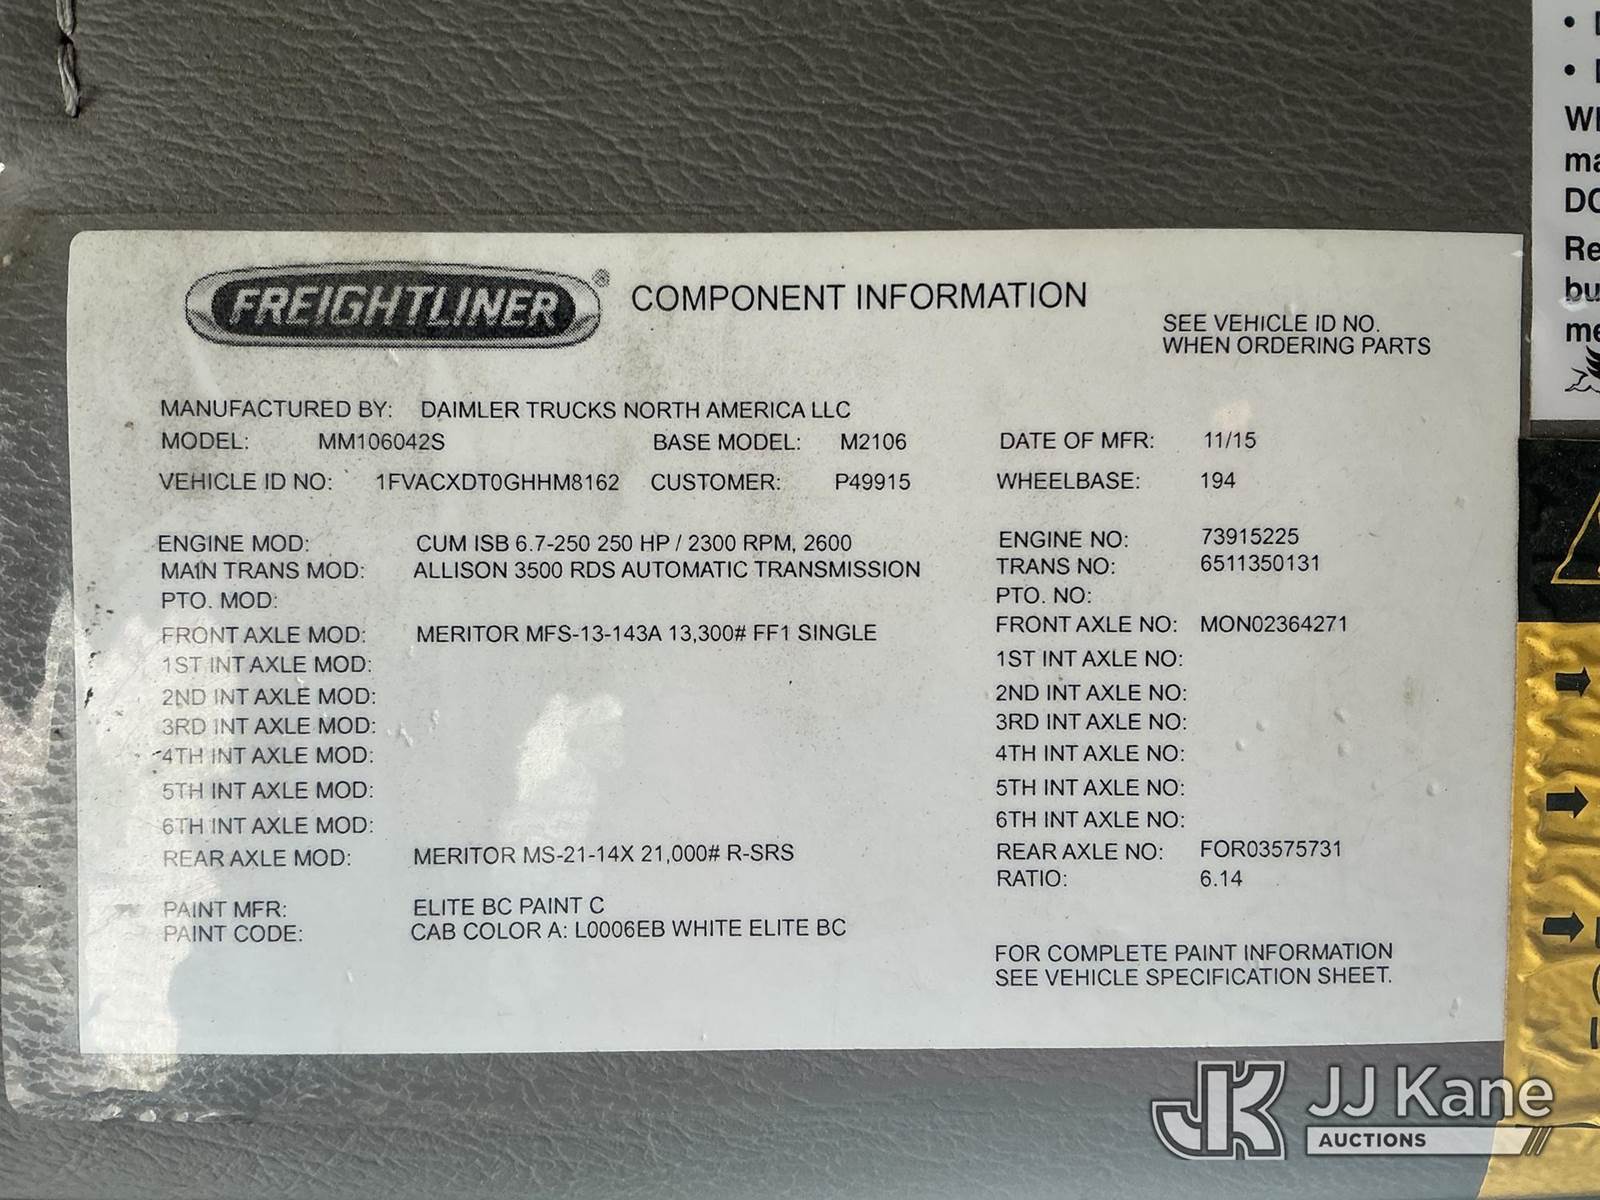 FREIGHTLINER® COMPONENT INFORMATION
SEE VEHICLE ID NO.
WHEN ORDERING PARTS
MANUFACTURED BY: DAIMLER TRUCKS NORTH AMERICA LLC
MODEL: MM106042S BASE MODEL: M2106 DATE OF MFR: 11/15
VEHICLE ID NO: 1FVACXDT0GHHM8162 CUSTOMER: P49915 WHEELBASE: 194
ENGINE MOD: CUM ISB 6.7-250 250 HP / 2300 RPM, 2600 ENGINE NO: 73915225
MAIN TRANS MOD: ALLISON 3500 RDS AUTOMATIC TRANSMISSION TRANS NO: 6511350131
PTO. MOD: PTO. NO:
FRONT AXLE MOD: MERITOR MFS-13-143A 13,300# FF1 SINGLE FRONT AXLE NO: MON02364271
1ST INT AXLE MOD: 1ST INT AXLE NO:
2ND INT AXLE MOD: 2ND INT AXLE NO:
3RD INT AXLE MOD: 3RD INT AXLE NO:
4TH INT AXLE MOD: 4TH INT AXLE NO:
5TH INT AXLE MOD: 5TH INT AXLE NO:
6TH INT AXLE MOD: 6TH INT AXLE NO:
REAR AXLE MOD: MERITOR MS-21-14X 21,000# R-SRS REAR AXLE NO: FOR03575731
RATIO: 6.14
PAINT MFR: ELITE BC PAINT C
PAINT CODE: CAB COLOR A: L0006EB WHITE ELITE BC
FOR COMPLETE PAINT INFORMATION
SEE VEHICLE SPECIFICATION SHEET.
JK JJ Kane
AUCTIONS